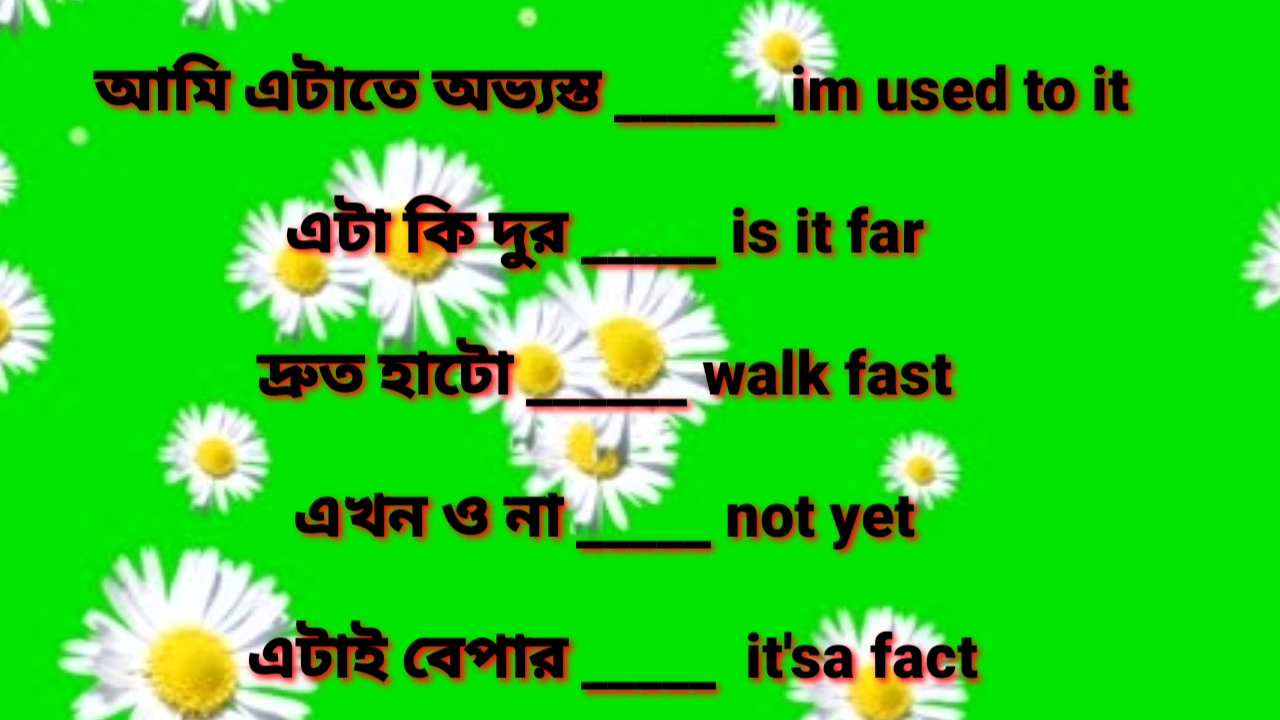 আমি এটাতে অভ্যস্ত ______ im used to it
এটা কি দুর _____ is it far
দ্রুত হাটো ______ walk fast
এখন ও না _____ not yet
এটাই বেপার _____ it'sa fact